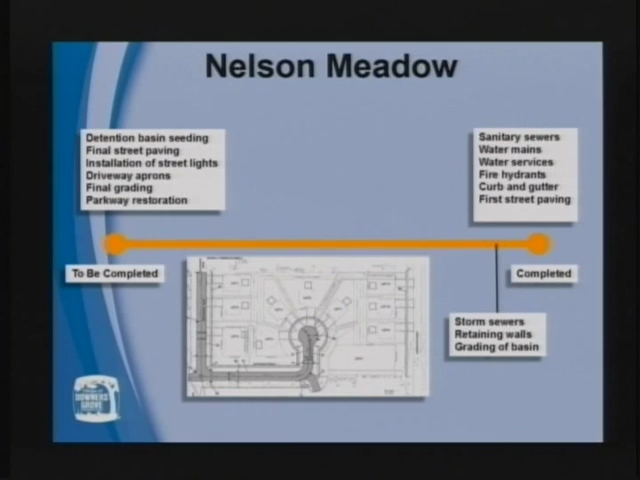 Nelson Meadow
Detention basin seeding
Final street paving
Installation of street lights
Driveway aprons
Final grading
Parkway restoration
Sanitary sewers
Water mains
Water services
Fire hydrants
Curb and gutter
First street paving
To Be Completed
Completed
Storm sewers
Retaining walls
Grading of basin
DOWNERS
GROVE